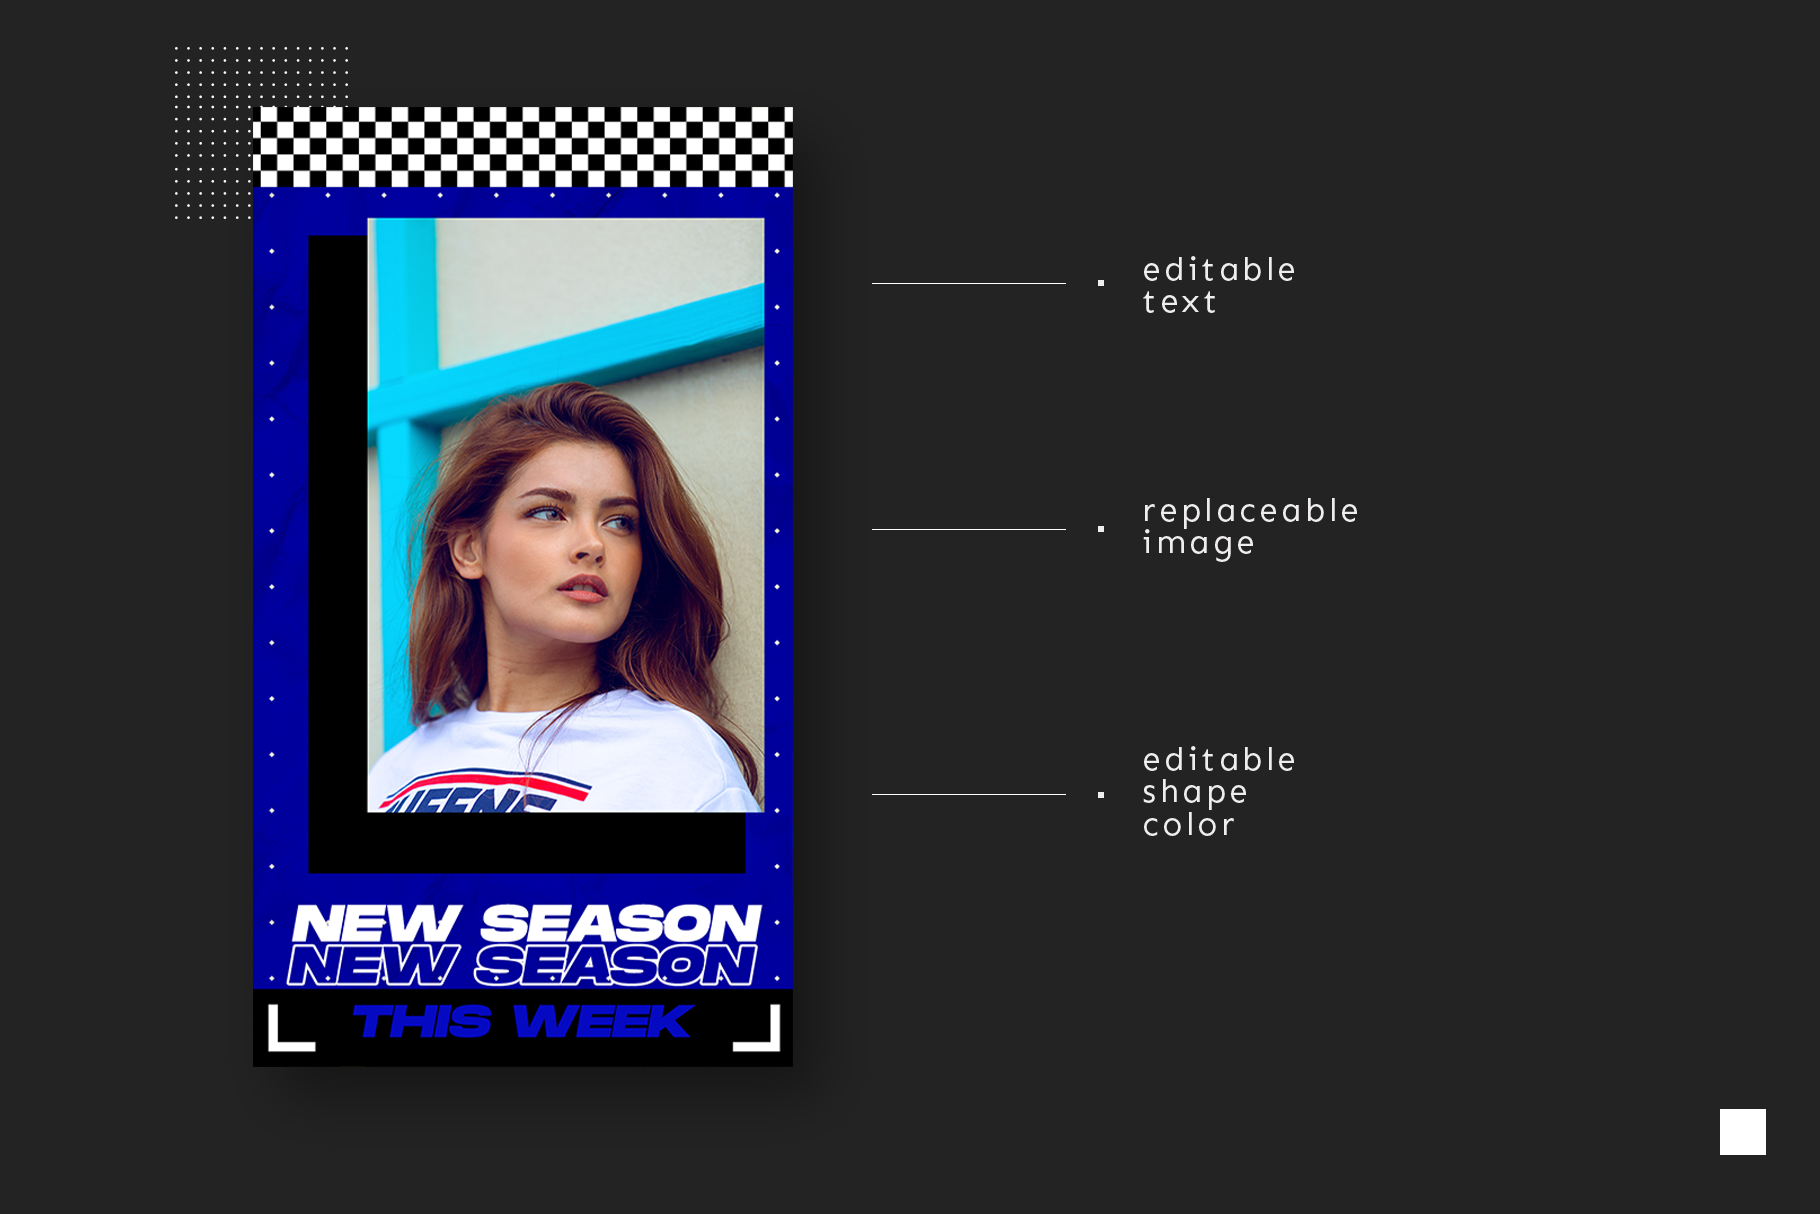 editable
text
replaceable
image
editable
shape
color
NEW SEASON
NEW SEASON
THIS WEEK